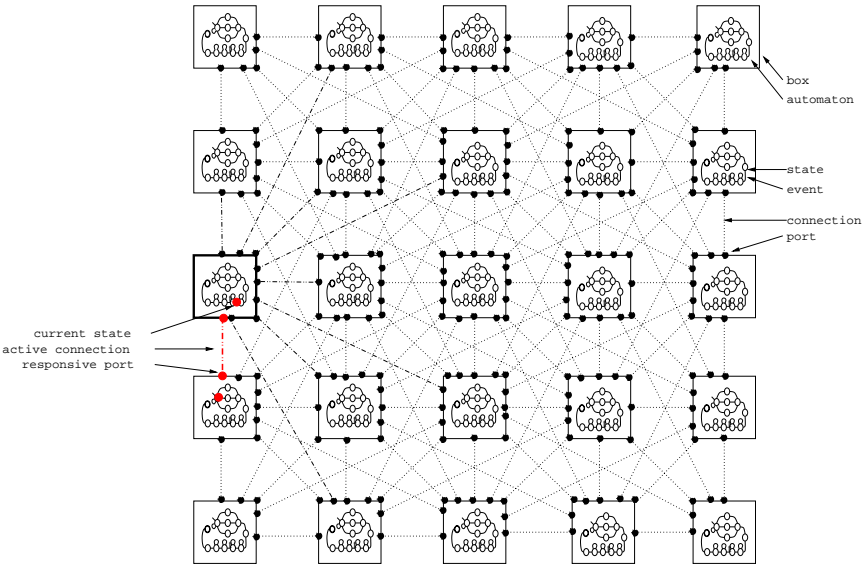 box
automaton
state
event
connection
port
current state
active connection
responsive port